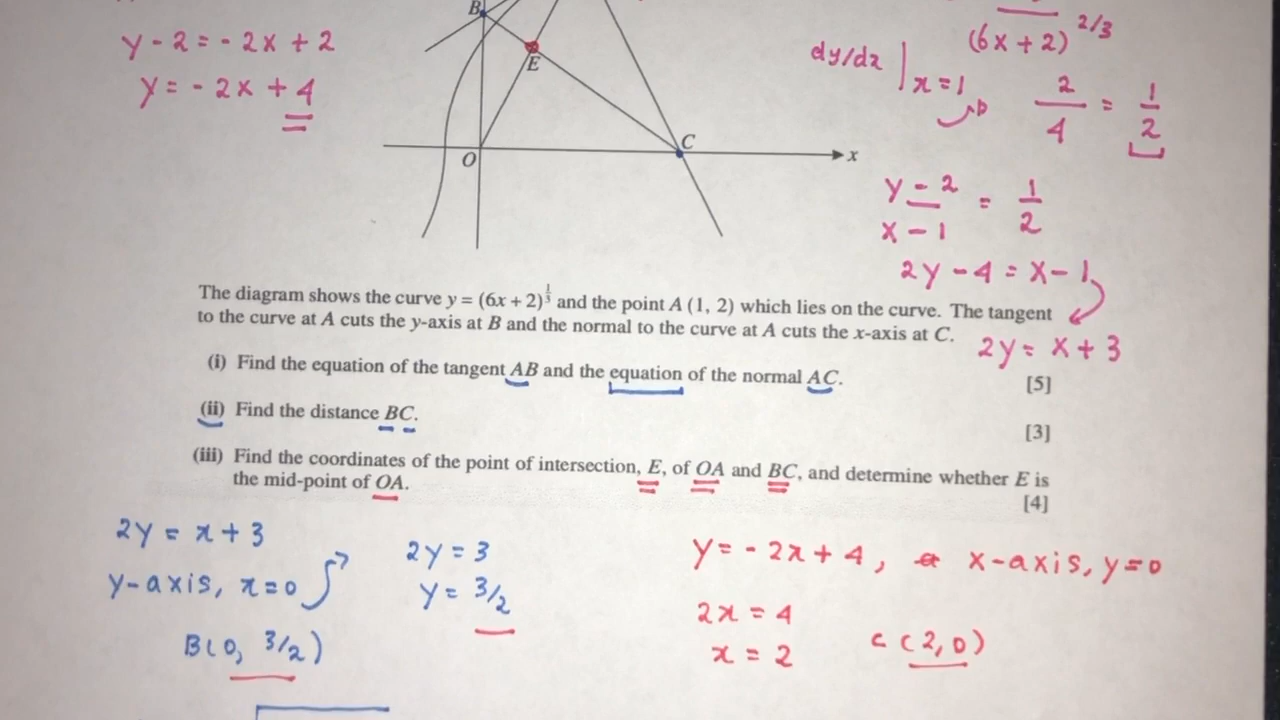 y - 2 = - 2x + 2
y = - 2x + 4
B
E
O
C
x
(6x + 2)^2/3
dy/dx | x = 1
2/4 = 1/2
y - 2 / x - 1 = 1/2
2y - 4 = x - 1
2y = x + 3
The diagram shows the curve y = (6x + 2)^1/3 and the point A (1, 2) which lies on the curve. The tangent
to the curve at A cuts the y-axis at B and the normal to the curve at A cuts the x-axis at C.
(i) Find the equation of the tangent AB and the equation of the normal AC. [5]
(ii) Find the distance BC. [3]
(iii) Find the coordinates of the point of intersection, E, of OA and BC, and determine whether E is
the mid-point of OA. [4]
2y = x + 3
y-axis, x = 0
B(0, 3/2)
2y = 3
y = 3/2
y = - 2x + 4, x-axis, y = 0
2x = 4
x = 2
C (2, 0)